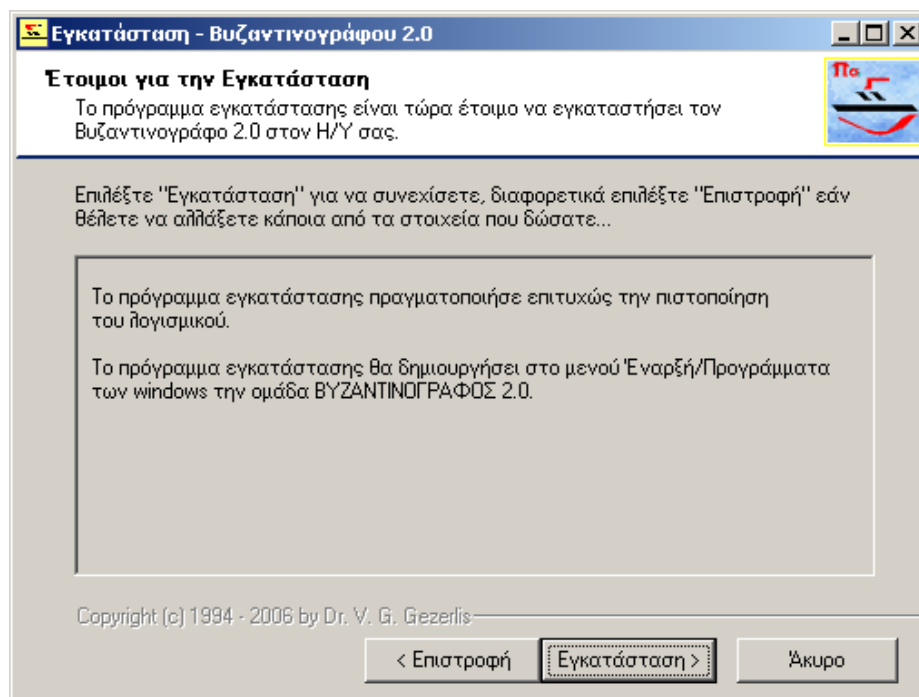 Εγκατάσταση - Βυζαντινογράφου 2.0
Έτοιμοι για την Εγκατάσταση
Το πρόγραμμα εγκατάστασης είναι τώρα έτοιμο να εγκαταστήσει τον
Βυζαντινογράφο 2.0 στον Η/Υ σας.
Πα
Επιλέξτε "Εγκατάσταση" για να συνεχίσετε, διαφορετικά επιλέξτε "Επιστροφή" εάν
θέλετε να αλλάξετε κάποια από τα στοιχεία που δώσατε...
Το πρόγραμμα εγκατάστασης πραγματοποιήσε επιτυχώς την πιστοποίηση
του λογισμικού.
Το πρόγραμμα εγκατάστασης θα δημιουργήσει στο μενού Έναρξή/Προγράμματα
των windows την ομάδα ΒΥΖΑΝΤΙΝΟΓΡΑΦΟΣ 2.0.
Copyright (c) 1994 - 2006 by Dr. V. G. Gezerlis
< Επιστροφή Εγκατάσταση > Άκυρο